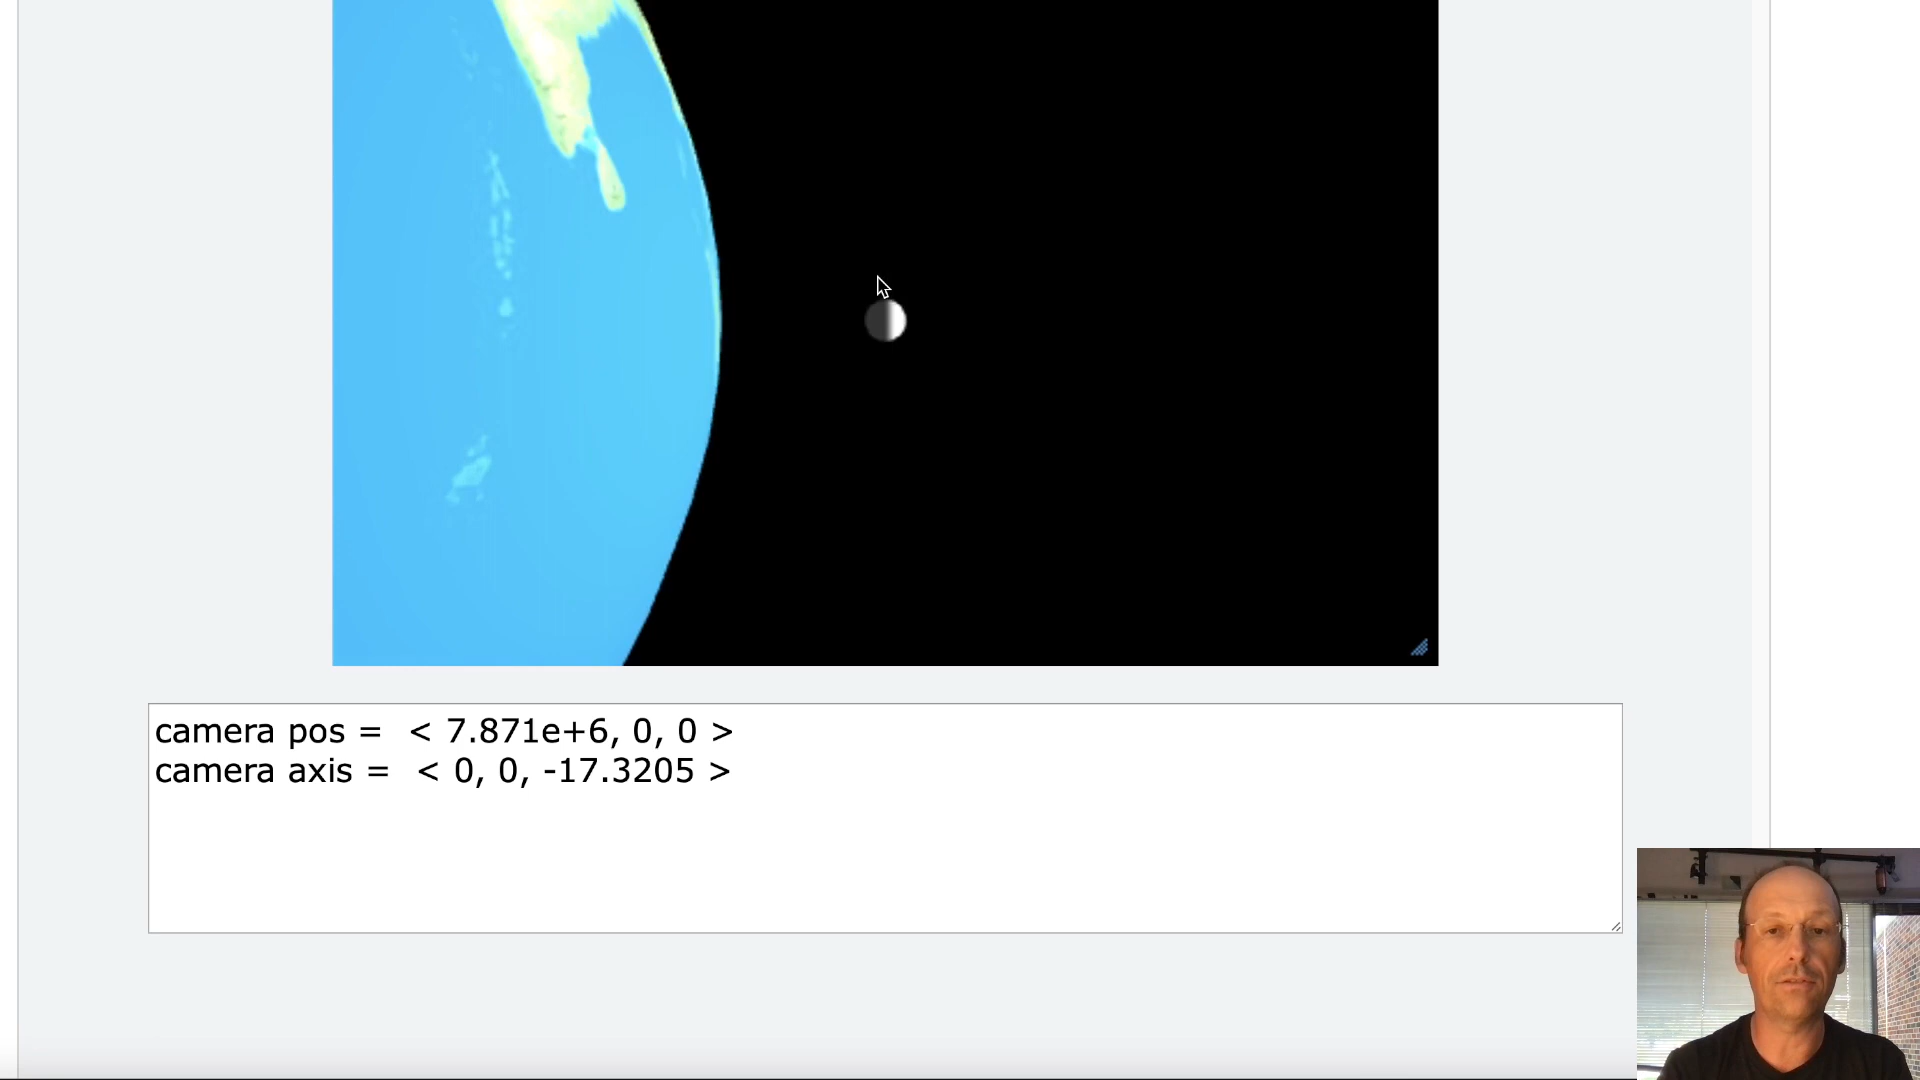 camera pos =  < 7.871e+6, 0, 0 >
camera axis =  < 0, 0, -17.3205 >